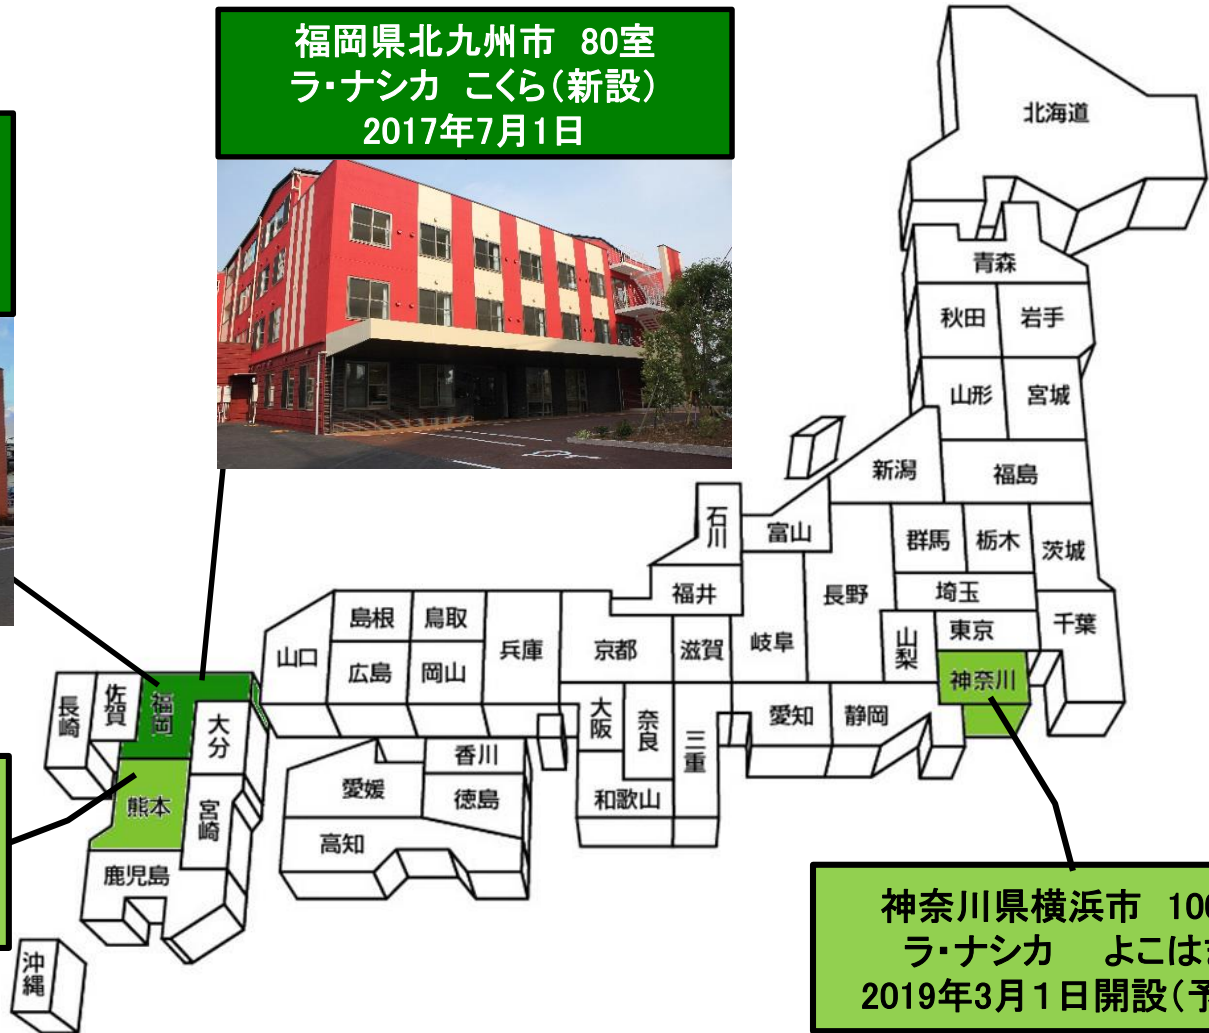 福岡県北九州市 80室
ラ・ナシカ こくら（新設）
2017年7月1日
北海道
青森
秋田
岩手
山形
宮城
新潟
福島
石川
富山
群馬
栃木
茨城
福井
長野
埼玉
島根
鳥取
兵庫
京都
滋賀
岐阜
山梨
東京
千葉
山口
広島
岡山
神奈川
長崎
佐賀
福岡
大分
大阪
奈良
三重
愛知
静岡
香川
愛媛
徳島
和歌山
熊本
宮崎
高知
鹿児島
沖縄
神奈川県横浜市 10
ラ・ナシカ よこは
2019年3月１日開設（予